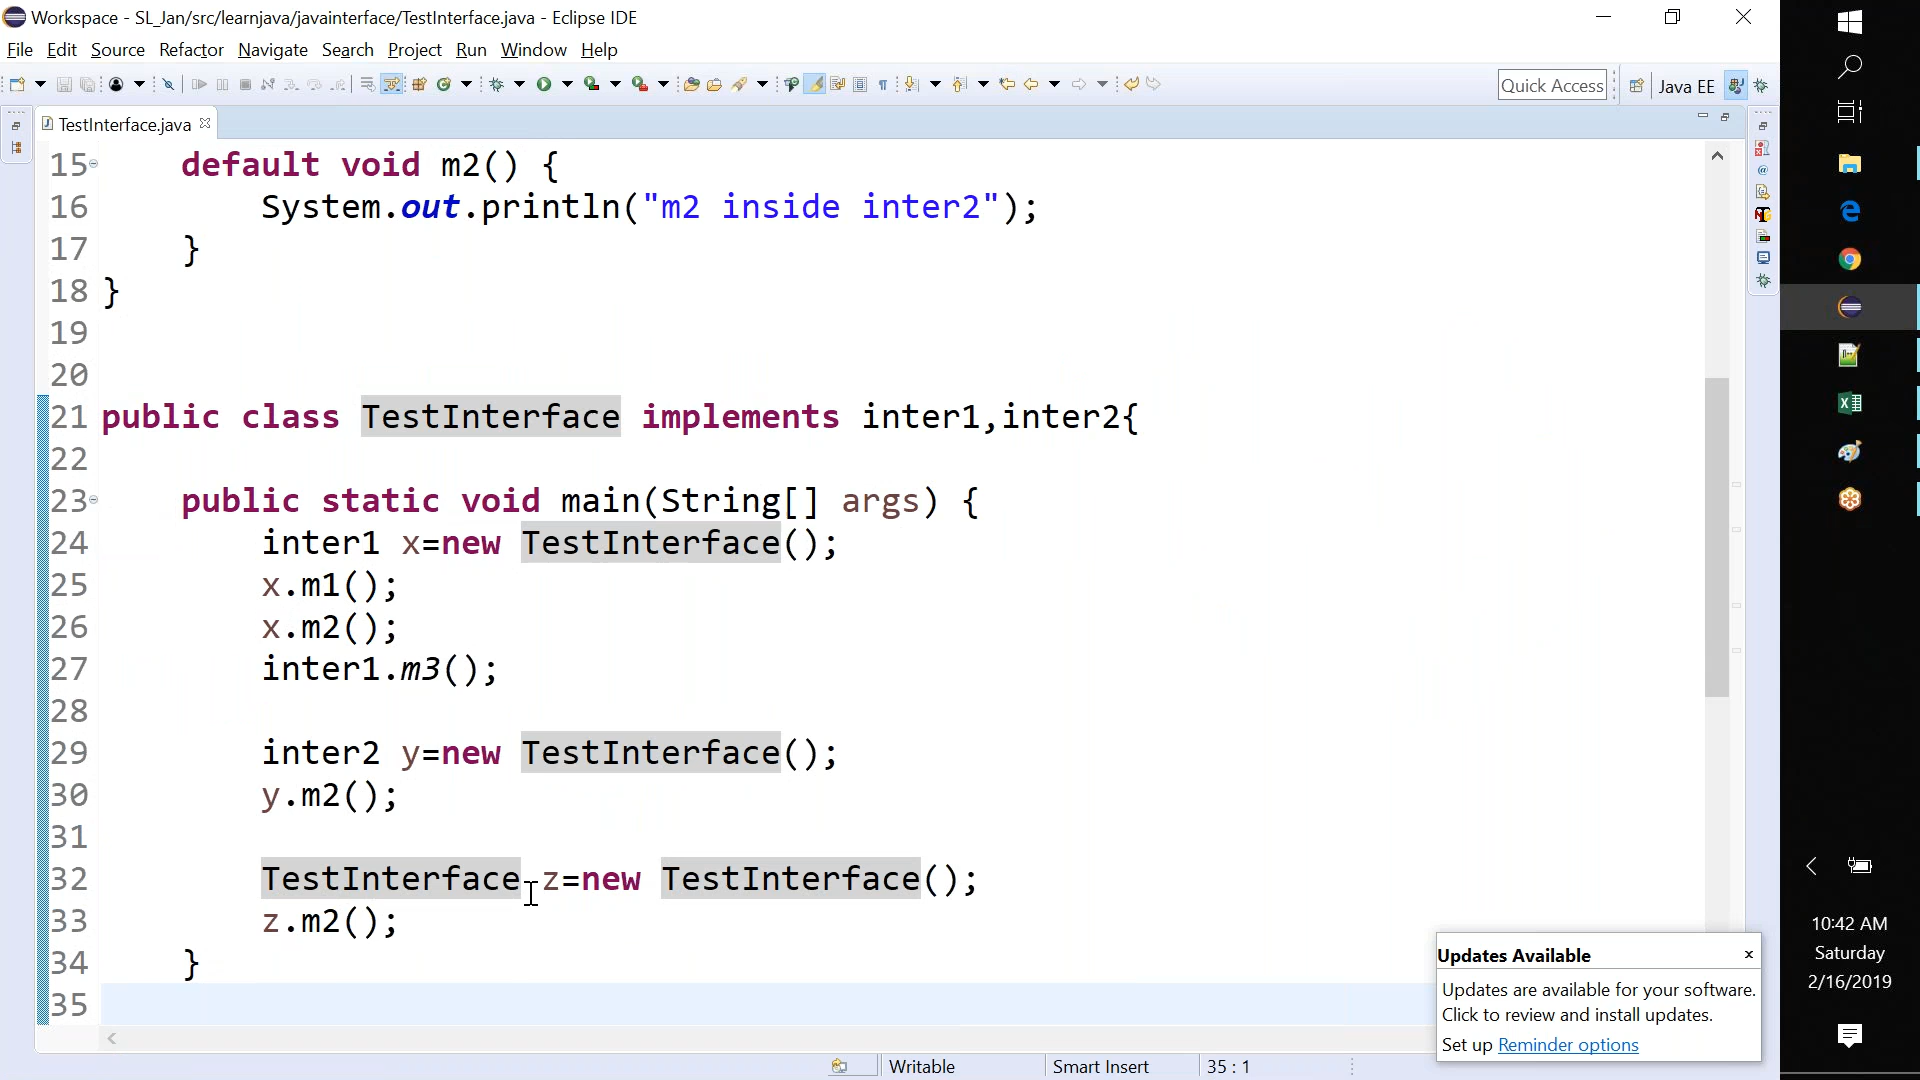 Workspace - SL_Jan/src/learnjava/javainterface/TestInterface.java - Eclipse IDE
File Edit Source Refactor Navigate Search Project Run Window Help
Quick Access
Java EE
TestInterface.java
15 default void m2() {
16 System.out.println("m2 inside inter2");
17 }
18 }
19
20
21 public class TestInterface implements inter1,inter2{
22
23 public static void main(String[] args) {
24 inter1 x=new TestInterface();
25 x.m1();
26 x.m2();
27 inter1.m3();
28
29 inter2 y=new TestInterface();
30 y.m2();
31
32 TestInterface z=new TestInterface();
33 z.m2();
34 }
35
Updates Available
Updates are available for your software.
Click to review and install updates.
Set up Reminder options
Writable Smart Insert 35 : 1
10:42 AM
Saturday
2/16/2019